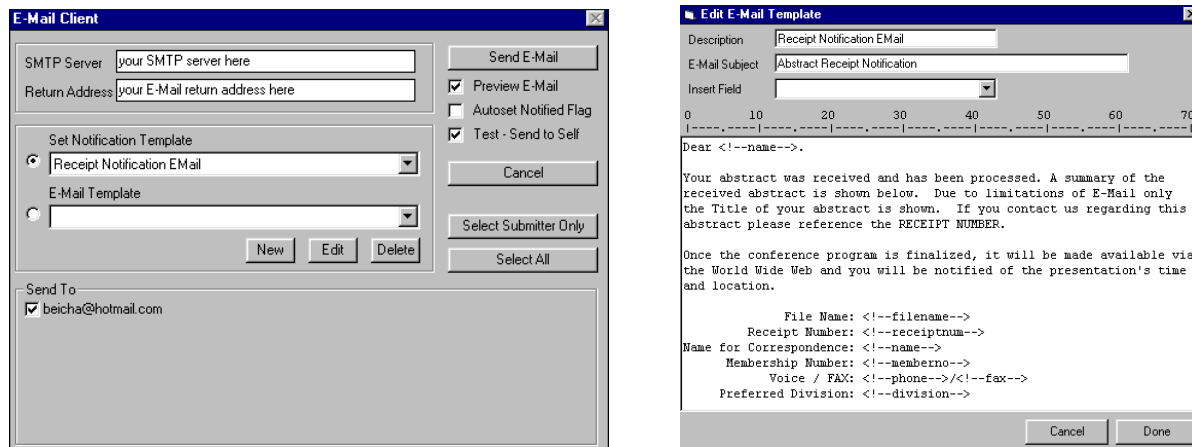 E-Mail Client
SMTP Server your SMTP server here
Return Address your E-Mail return address here
Send E-Mail
Preview E-Mail
Autoset Notified Flag
Test - Send to Self
Set Notification Template
Receipt Notification EMail
E-Mail Template
Cancel
New Edit Delete
Select Submitter Only
Select All
Send To
beicha@hotmail.com
Edit E-Mail Template
Description Receipt Notification EMail
E-Mail Subject Abstract Receipt Notification
Insert Field
0 10 20 30 40 50 60 70
Dear <!--name-->.
Your abstract was received and has been processed. A summary of the
received abstract is shown below. Due to limitations of E-Mail only
the Title of your abstract is shown. If you contact us regarding this
abstract please reference the RECEIPT NUMBER.
Once the conference program is finalized, it will be made available via
the World Wide Web and you will be notified of the presentation's time
and location.
File Name: <!--filename-->
Receipt Number: <!--receiptnum-->
Name for Correspondence: <!--name-->
Membership Number: <!--memberno-->
Voice / FAX: <!--phone-->/<!--fax-->
Preferred Division: <!--division-->
Cancel Done